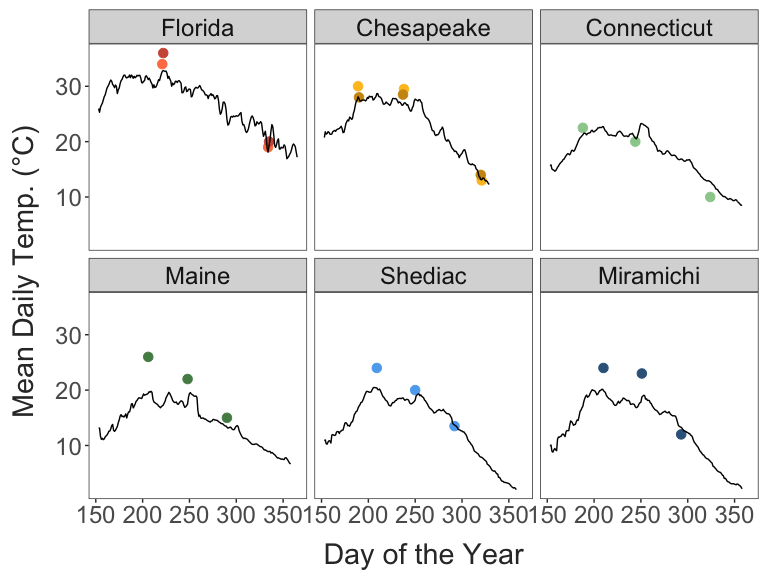 Florida Chesapeake Connecticut
30
20
10
Mean Daily Temp. (°C)
Maine Shediac Miramichi
30
20
10
150 200 250 300 350 150 200 250 300 350 150 200 250 300 350
Day of the Year